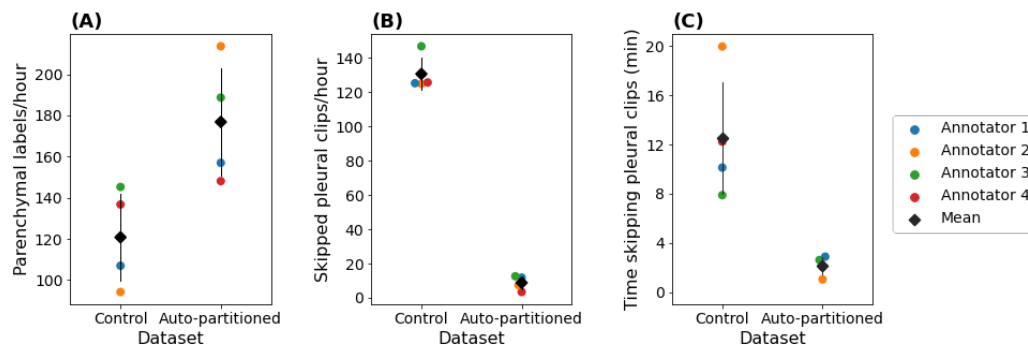 (A)
Parenchymal labels/hour
200
180
160
140
120
100
Control
Auto-partitioned
Dataset
(B)
Skipped pleural clips/hour
140
120
100
80
60
40
20
0
Control
Auto-partitioned
Dataset
(C)
Time skipping pleural clips (min)
20
16
12
8
4
0
Control
Auto-partitioned
Dataset
Annotator 1
Annotator 2
Annotator 3
Annotator 4
Mean